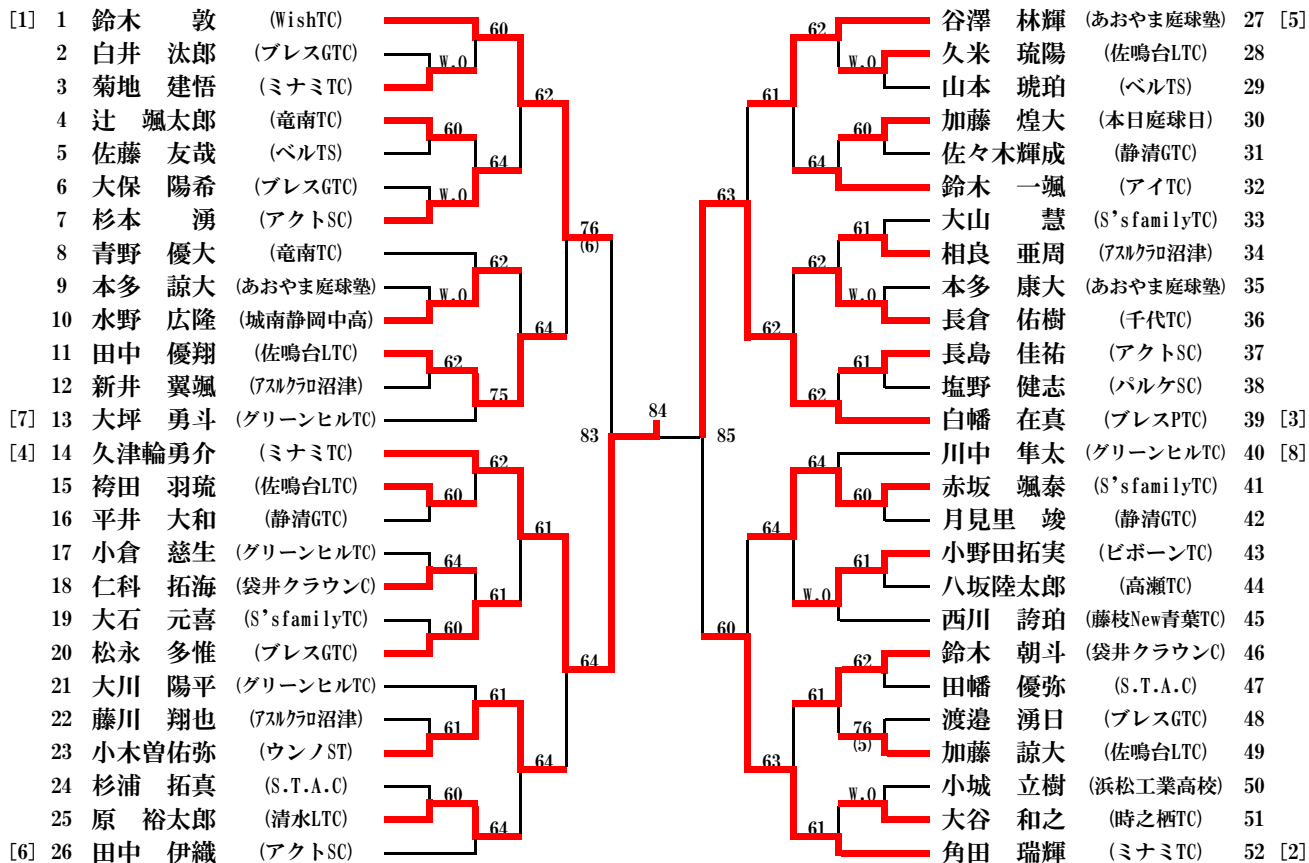 [1] 1 鈴木 敦 (WishTC)
2 白井 汰郎 (ブレスGTC)
3 菊地 建悟 (ミナミTC)
4 辻 颯太郎 (竜南TC)
5 佐藤 友哉 (ベルTS)
6 大保 陽希 (ブレスGTC)
7 杉本 湧 (アクトSC)
8 青野 優大 (竜南TC)
9 本多 諒大 (あおやま庭球塾)
10 水野 広隆 (城南静岡中高)
11 田中 優翔 (佐鳴台LTC)
12 新井 翼颯 (アスルクラロ沼津)
[7] 13 大坪 勇斗 (グリーンヒルTC)
[4] 14 久津輪勇介 (ミナミTC)
15 袴田 羽琉 (佐鳴台LTC)
16 平井 大和 (静清GTC)
17 小倉 慈生 (グリーンヒルTC)
18 仁科 拓海 (袋井クラウンC)
19 大石 元喜 (S'sfamilyTC)
20 松永 多惟 (ブレスGTC)
21 大川 陽平 (グリーンヒルTC)
22 藤川 翔也 (アスルクラロ沼津)
23 小木曽佑弥 (ウンノST)
24 杉浦 拓真 (S.T.A.C)
25 原 裕太郎 (清水LTC)
[6] 26 田中 伊織 (アクトSC)
60
W.O
62
60
64
W.O
76
(6)
62
W.O
64
62
75
83
62
60
61
64
61
60
64
61
61
64
60
64
84
85
62
W.O
61
60
64
63
61
62
W.O
62
61
62
64
60
64
61
W.O
60
62
61
76
(5)
63
W.O
61
谷澤 林輝 (あおやま庭球塾) 27 [5]
久米 琉陽 (佐鳴台LTC) 28
山本 琥珀 (ベルTS) 29
加藤 煌大 (本日庭球日) 30
佐々木輝成 (静清GTC) 31
鈴木 一颯 (アイTC) 32
大山 慧 (S'sfamilyTC) 33
相良 亜周 (アスルクラロ沼津) 34
本多 康大 (あおやま庭球塾) 35
長倉 佑樹 (千代TC) 36
長島 佳祐 (アクトSC) 37
塩野 健志 (パルケSC) 38
白幡 在真 (ブレスPTC) 39 [3]
川中 隼太 (グリーンヒルTC) 40 [8]
赤坂 颯泰 (S'sfamilyTC) 41
月見里 竣 (静清GTC) 42
小野田拓実 (ビボーンTC) 43
八坂陸太郎 (高瀬TC) 44
西川 誇珀 (藤枝New青葉TC) 45
鈴木 朝斗 (袋井クラウンC) 46
田幡 優弥 (S.T.A.C) 47
渡邉 湧日 (ブレスGTC) 48
加藤 諒大 (佐鳴台LTC) 49
小城 立樹 (浜松工業高校) 50
大谷 和之 (時之栖TC) 51
角田 瑞輝 (ミナミTC) 52 [2]